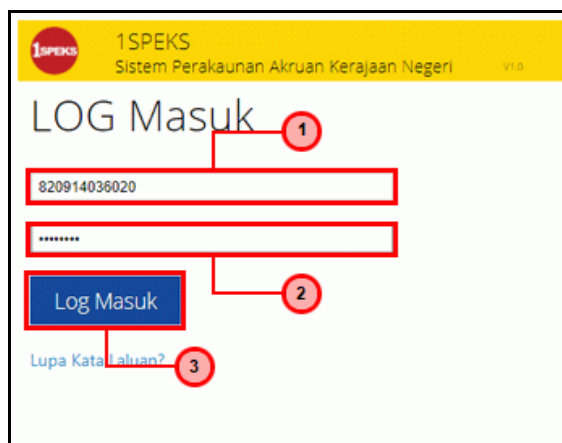 1SPEKS
1SPEKS
Sistem Perakaunan Akruan Kerajaan Negeri V1.0
LOG Masuk
1
820914036020
••••••••
2
Log Masuk
Lupa Kata Laluan?
3